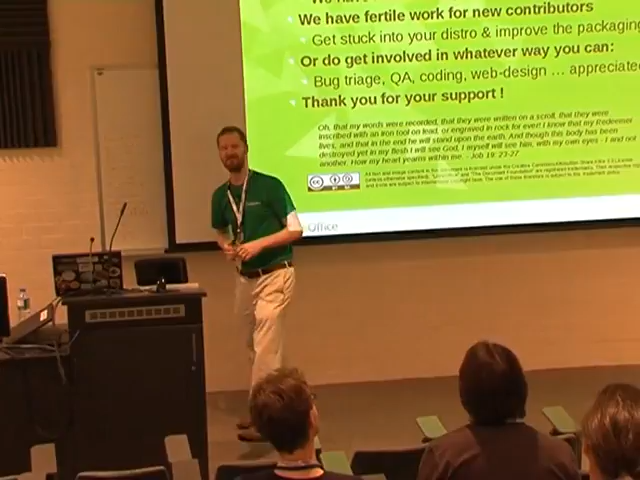 We have fertile work for new contributors
Get stuck into your distro & improve the packaging
Or do get involved in whatever way you can:
Bug triage, QA, coding, web-design ... appreciated
Thank you for your support !
Oh, that my words were recorded, that they were written on a scroll, that they were
inscribed with an iron tool on lead, or engraved in rock for ever! I know that my Redeemer
lives, and that in the end he will stand upon the earth. And though this body has been
destroyed yet in my flesh I will see God, I myself will see him, with my own eyes - I and not
another. How my heart yearns within me. - Job 19: 23-27
Office